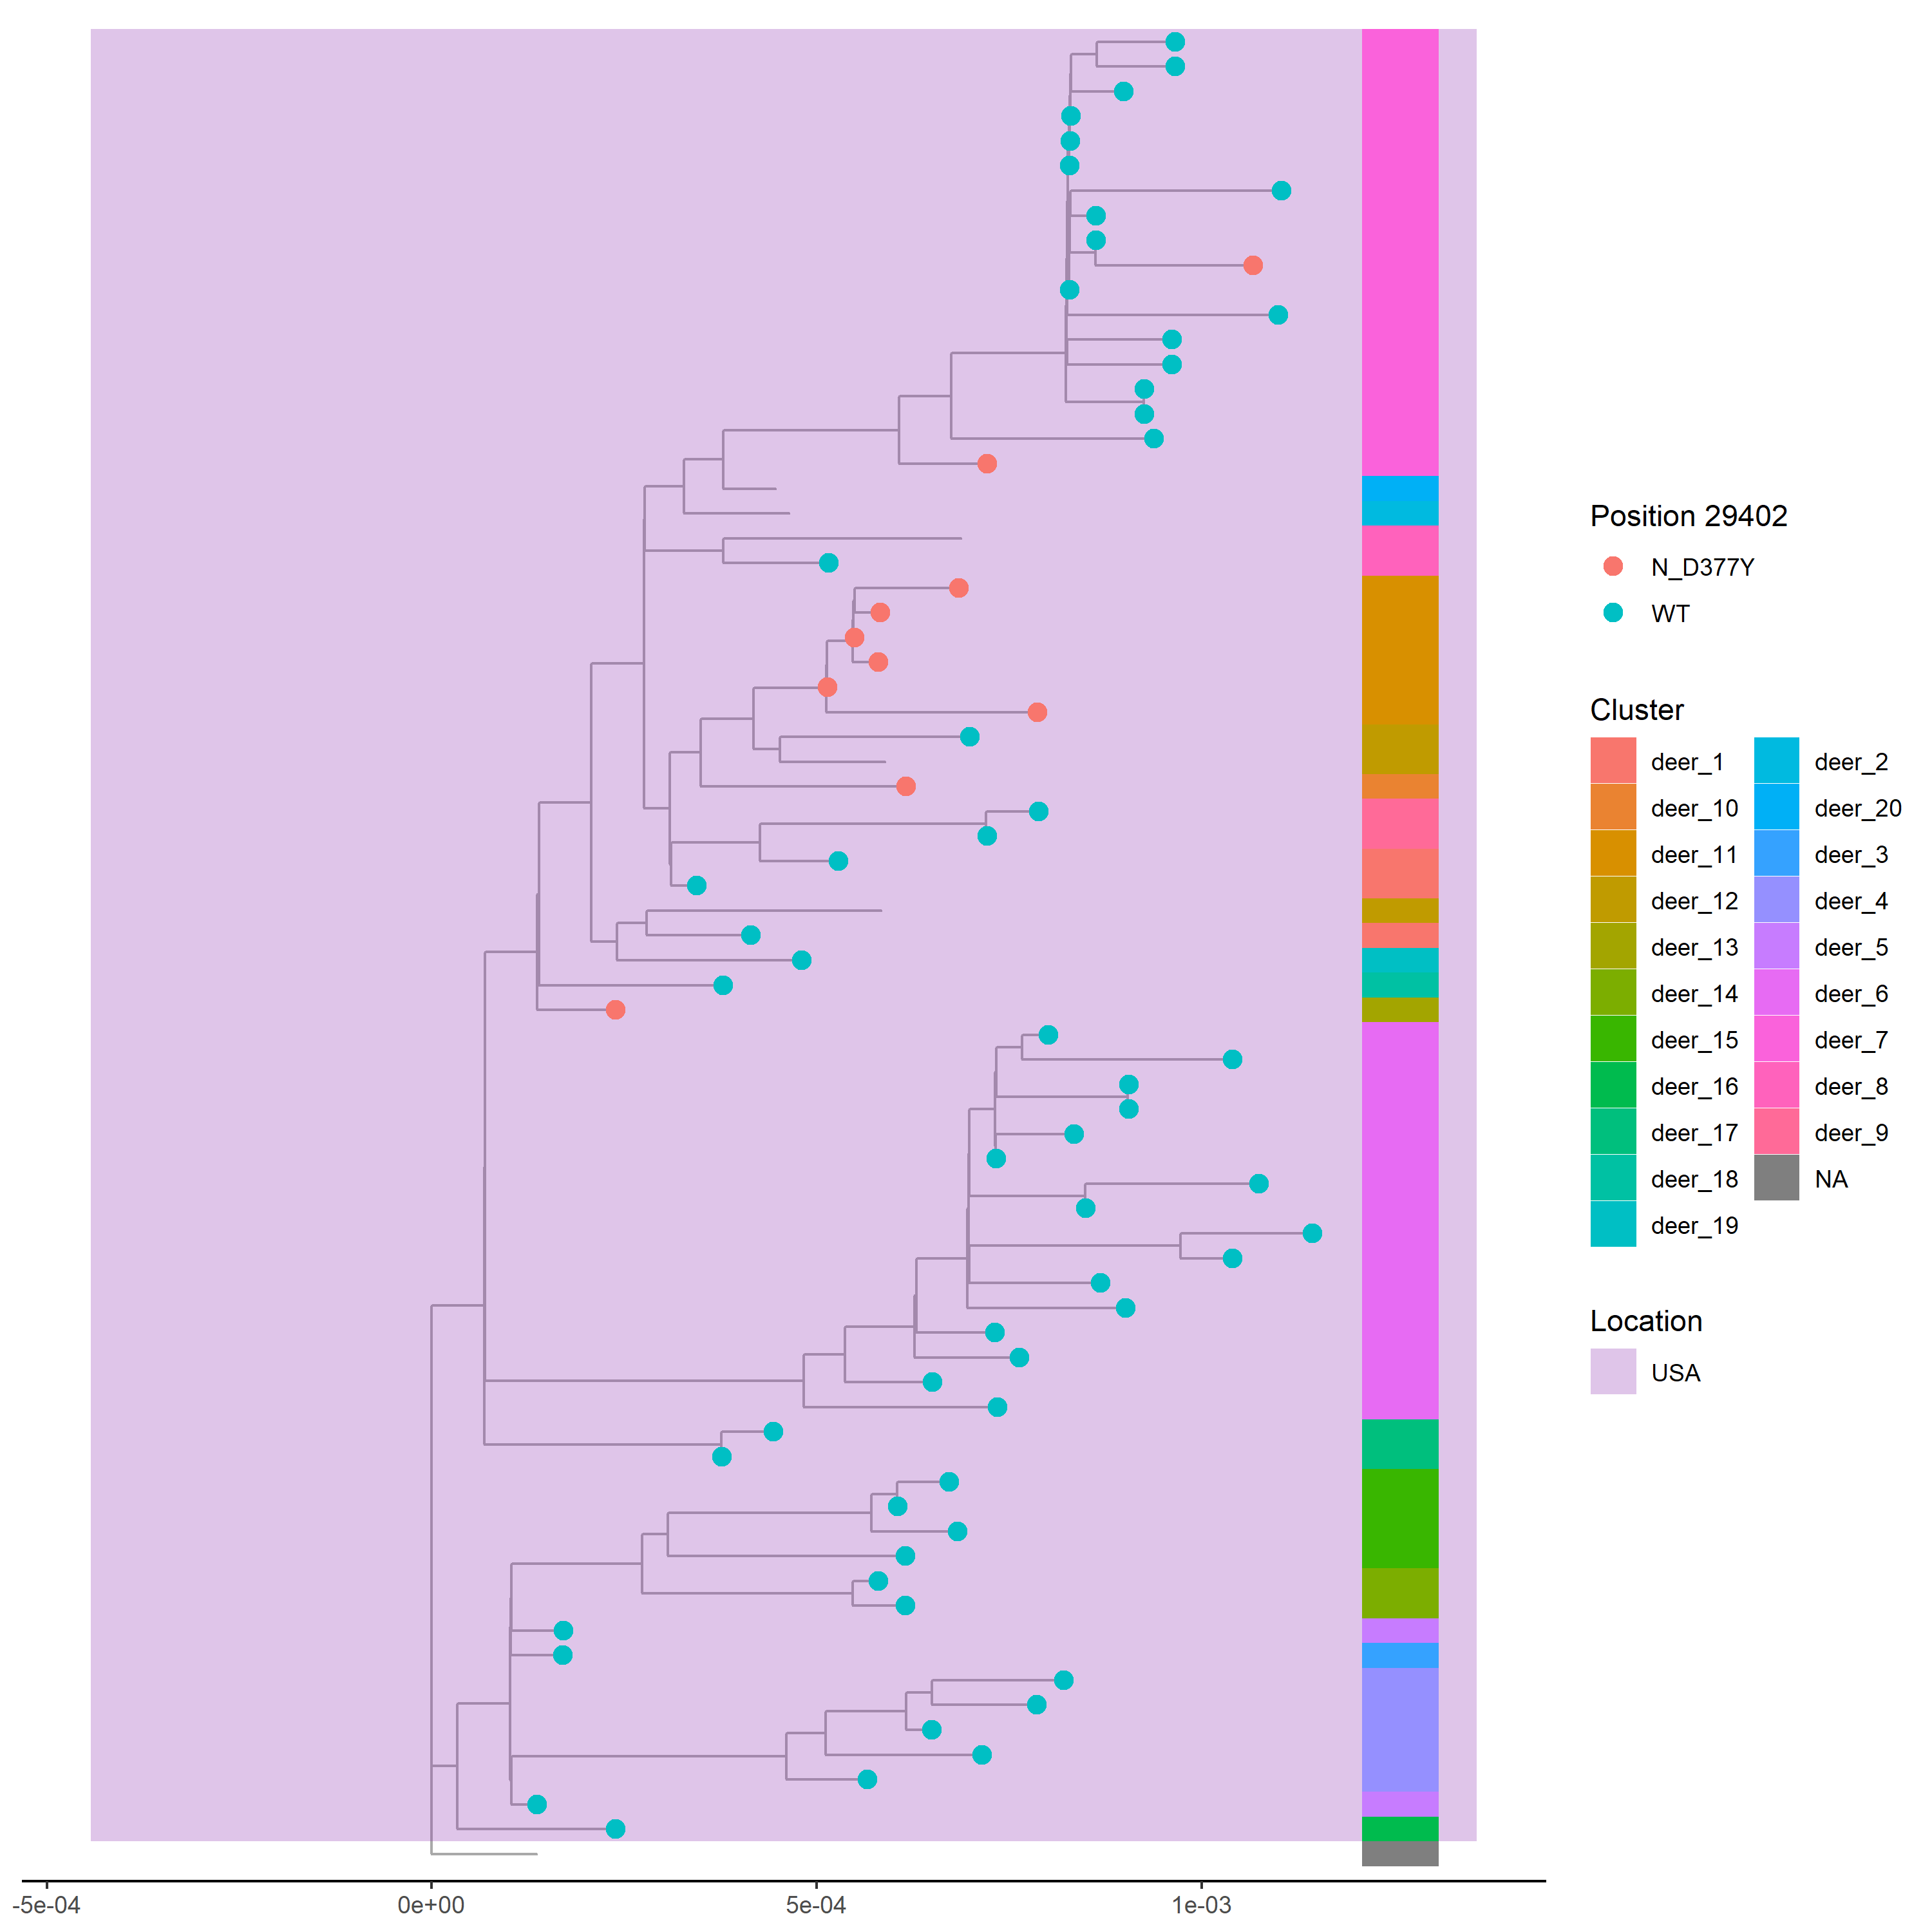 Position 29402
N_D377Y
WT
Cluster
deer_1 deer_2
deer_10 deer_20
deer_11 deer_3
deer_12 deer_4
deer_13 deer_5
deer_14 deer_6
deer_15 deer_7
deer_16 deer_8
deer_17 deer_9
deer_18 NA
deer_19
Location
USA
-5e-04 0e+00 5e-04 1e-03